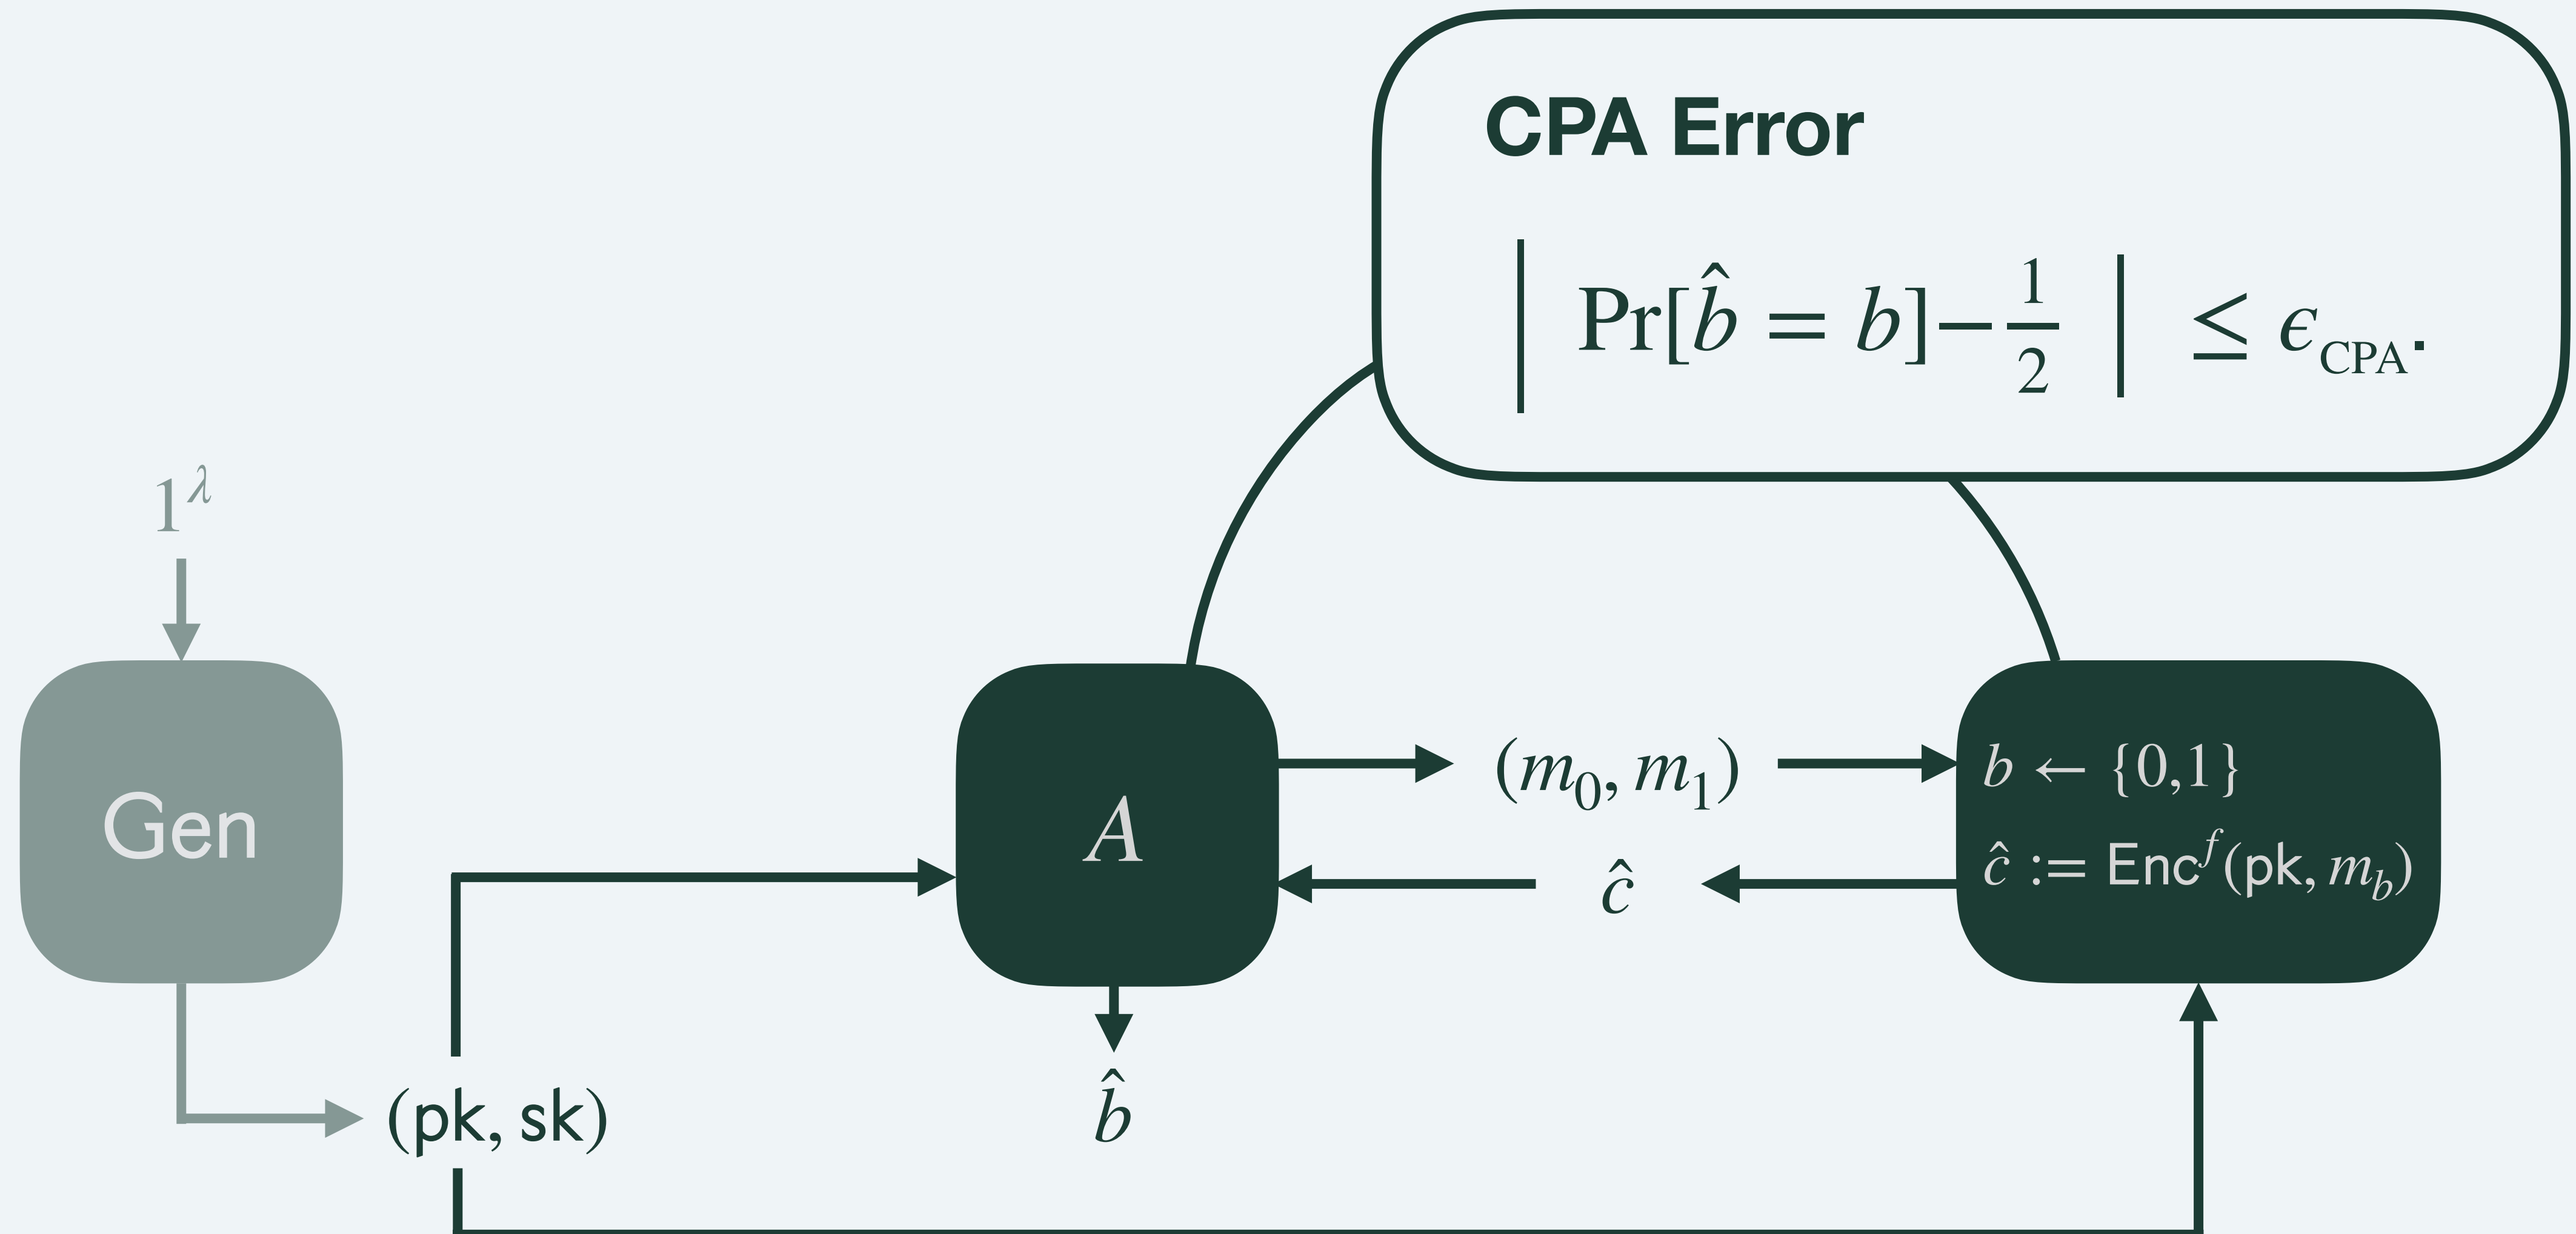 CPA Error
| Pr[b̂ = b] − 1/2 | ≤ ϵ_CPA.
1^λ
Gen
(pk, sk)
A
(m_0, m_1)
ĉ
b̂
b ← {0,1}
ĉ := Enc^f(pk, m_b)